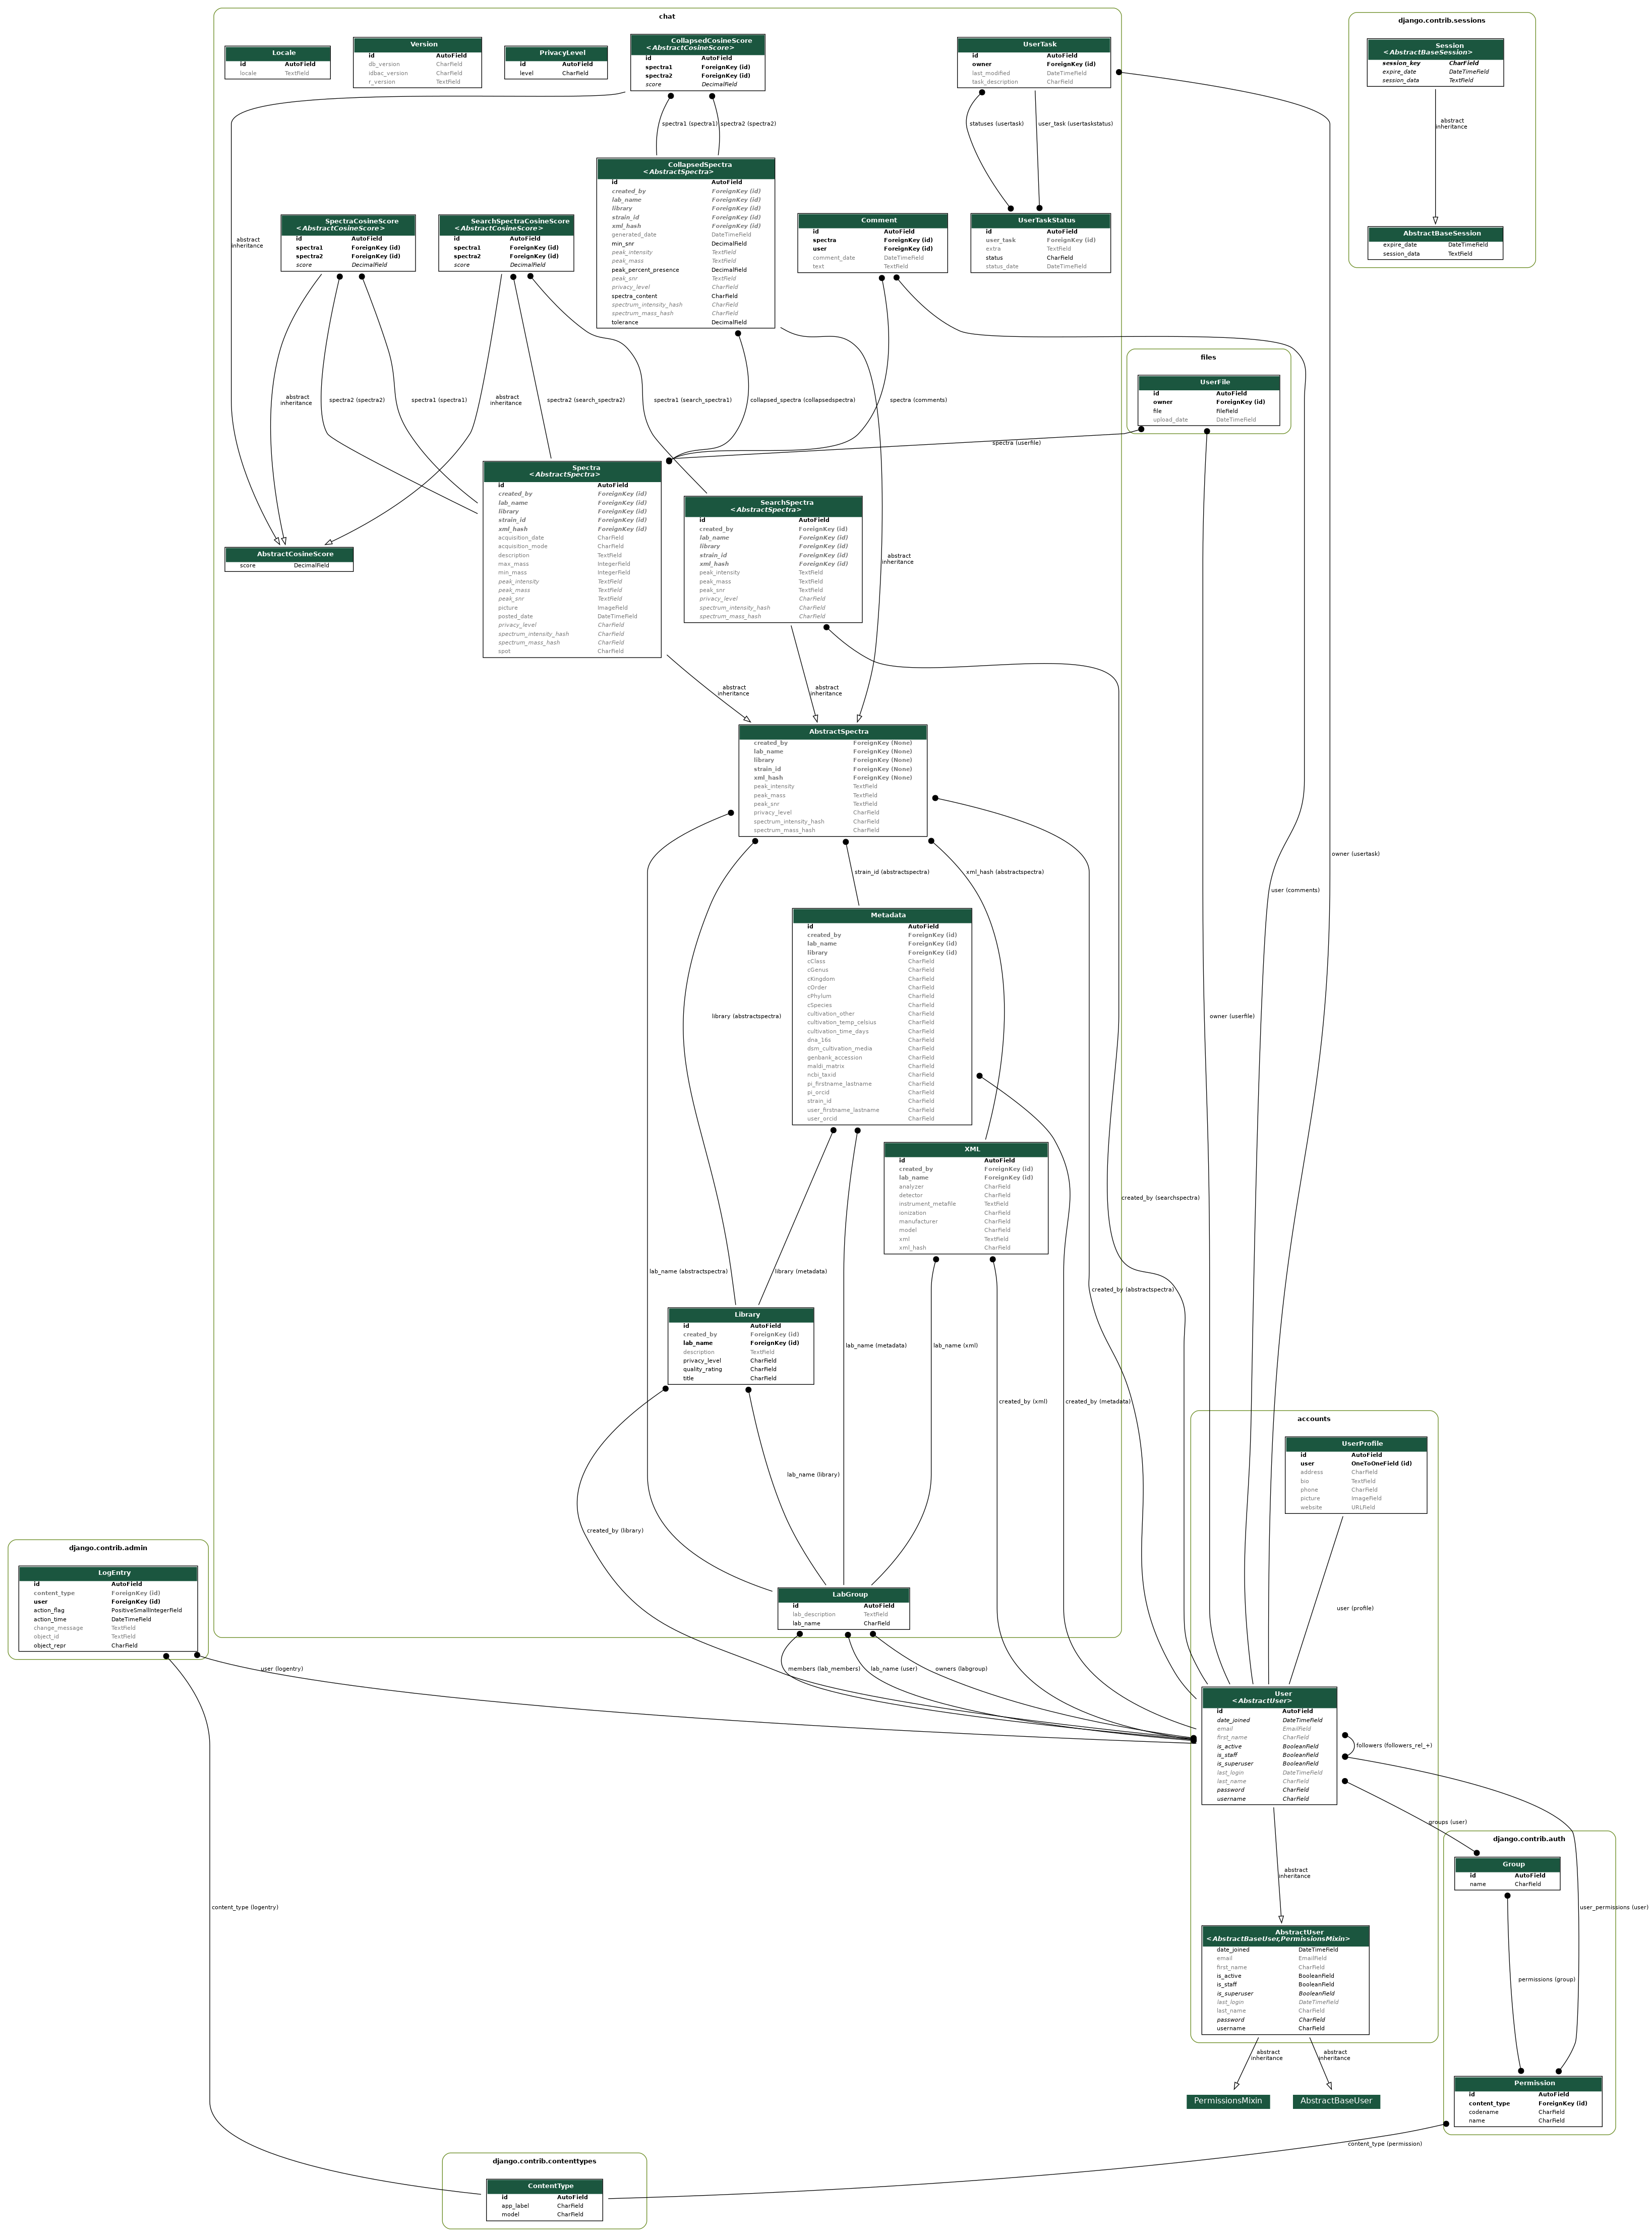 chat
Locale
id AutoField
locale TextField
Version
id AutoField
db_version CharField
idbac_version CharField
r_version TextField
PrivacyLevel
id AutoField
level CharField
CollapsedCosineScore
<AbstractCosineScore>
id AutoField
spectra1 ForeignKey (id)
spectra2 ForeignKey (id)
score DecimalField
UserTask
id AutoField
owner ForeignKey (id)
last_modified DateTimeField
task_description CharField
django.contrib.sessions
Session
<AbstractBaseSession>
session_key CharField
expire_date DateTimeField
session_data TextField
spectra1 (spectra1)
spectra2 (spectra2)
statuses (usertask)
user_task (usertaskstatus)
abstract
inheritance
CollapsedSpectra
<AbstractSpectra>
id AutoField
created_by ForeignKey (id)
lab_name ForeignKey (id)
library ForeignKey (id)
strain_id ForeignKey (id)
xml_hash ForeignKey (id)
generated_date DateTimeField
min_snr DecimalField
peak_intensity TextField
peak_mass TextField
peak_percent_presence DecimalField
peak_snr TextField
privacy_level CharField
spectra_content CharField
spectrum_intensity_hash CharField
spectrum_mass_hash CharField
tolerance DecimalField
abstract
inheritance
SpectraCosineScore
<AbstractCosineScore>
id AutoField
spectra1 ForeignKey (id)
spectra2 ForeignKey (id)
score DecimalField
SearchSpectraCosineScore
<AbstractCosineScore>
id AutoField
spectra1 ForeignKey (id)
spectra2 ForeignKey (id)
score DecimalField
Comment
id AutoField
spectra ForeignKey (id)
user ForeignKey (id)
comment_date DateTimeField
text TextField
UserTaskStatus
id AutoField
user_task ForeignKey (id)
extra TextField
status CharField
status_date DateTimeField
AbstractBaseSession
expire_date DateTimeField
session_data TextField
files
UserFile
id AutoField
owner ForeignKey (id)
file FileField
upload_date DateTimeField
abstract
inheritance
spectra2 (spectra2)
spectra1 (spectra1)
abstract
inheritance
spectra2 (search_spectra2)
spectra1 (search_spectra1)
collapsed_spectra (collapsedspectra)
spectra (comments)
spectra (userfile)
Spectra
<AbstractSpectra>
id AutoField
created_by ForeignKey (id)
lab_name ForeignKey (id)
library ForeignKey (id)
strain_id ForeignKey (id)
xml_hash ForeignKey (id)
acquisition_date CharField
acquisition_mode CharField
description TextField
max_mass IntegerField
min_mass IntegerField
peak_intensity TextField
peak_mass TextField
peak_snr TextField
picture ImageField
posted_date DateTimeField
privacy_level CharField
spectrum_intensity_hash CharField
spectrum_mass_hash CharField
spot CharField
SearchSpectra
<AbstractSpectra>
id AutoField
created_by ForeignKey (id)
lab_name ForeignKey (id)
library ForeignKey (id)
strain_id ForeignKey (id)
xml_hash ForeignKey (id)
peak_intensity TextField
peak_mass TextField
peak_snr TextField
privacy_level CharField
spectrum_intensity_hash CharField
spectrum_mass_hash CharField
abstract
inheritance
AbstractCosineScore
score DecimalField
abstract
inheritance
abstract
inheritance
AbstractSpectra
created_by ForeignKey (None)
lab_name ForeignKey (None)
library ForeignKey (None)
strain_id ForeignKey (None)
xml_hash ForeignKey (None)
peak_intensity TextField
peak_mass TextField
peak_snr TextField
privacy_level CharField
spectrum_intensity_hash CharField
spectrum_mass_hash CharField
owner (usertask)
strain_id (abstractspectra)
xml_hash (abstractspectra)
user (comments)
Metadata
id AutoField
created_by ForeignKey (id)
lab_name ForeignKey (id)
library ForeignKey (id)
cClass CharField
cGenus CharField
cKingdom CharField
cOrder CharField
cPhylum CharField
cSpecies CharField
cultivation_other CharField
cultivation_temp_celsius CharField
cultivation_time_days CharField
dna_16s CharField
dsm_cultivation_media CharField
genbank_accession CharField
maldi_matrix CharField
ncbi_taxid CharField
pi_firstname_lastname CharField
pi_orcid CharField
strain_id CharField
user_firstname_lastname CharField
user_orcid CharField
library (abstractspectra)
owner (userfile)
XML
id AutoField
created_by ForeignKey (id)
lab_name ForeignKey (id)
analyzer CharField
detector CharField
instrument_metafile TextField
ionization CharField
manufacturer CharField
model CharField
xml TextField
xml_hash CharField
created_by (searchspectra)
lab_name (abstractspectra)
library (metadata)
created_by (abstractspectra)
Library
id AutoField
created_by ForeignKey (id)
lab_name ForeignKey (id)
description TextField
privacy_level CharField
quality_rating CharField
title CharField
lab_name (metadata)
lab_name (xml)
created_by (xml)
created_by (metadata)
accounts
UserProfile
id AutoField
user OneToOneField (id)
address CharField
bio TextField
phone CharField
picture ImageField
website URLField
lab_name (library)
created_by (library)
django.contrib.admin
LogEntry
id AutoField
content_type ForeignKey (id)
user ForeignKey (id)
action_flag PositiveSmallIntegerField
action_time DateTimeField
change_message TextField
object_id TextField
object_repr CharField
LabGroup
id AutoField
lab_description TextField
lab_name CharField
user (profile)
user (logentry)
members (lab_members)
lab_name (user)
owners (labgroup)
User
<AbstractUser>
id AutoField
date_joined DateTimeField
email EmailField
first_name CharField
is_active BooleanField
is_staff BooleanField
is_superuser BooleanField
last_login DateTimeField
last_name CharField
password CharField
username CharField
followers (followers_rel_+)
groups (user)
django.contrib.auth
Group
id AutoField
name CharField
abstract
inheritance
content_type (logentry)
user_permissions (user)
AbstractUser
<AbstractBaseUser,PermissionsMixin>
date_joined DateTimeField
email EmailField
first_name CharField
is_active BooleanField
is_staff BooleanField
is_superuser BooleanField
last_login DateTimeField
last_name CharField
password CharField
username CharField
permissions (group)
abstract
inheritance
abstract
inheritance
PermissionsMixin
AbstractBaseUser
Permission
id AutoField
content_type ForeignKey (id)
codename CharField
name CharField
content_type (permission)
django.contrib.contenttypes
ContentType
id AutoField
app_label CharField
model CharField